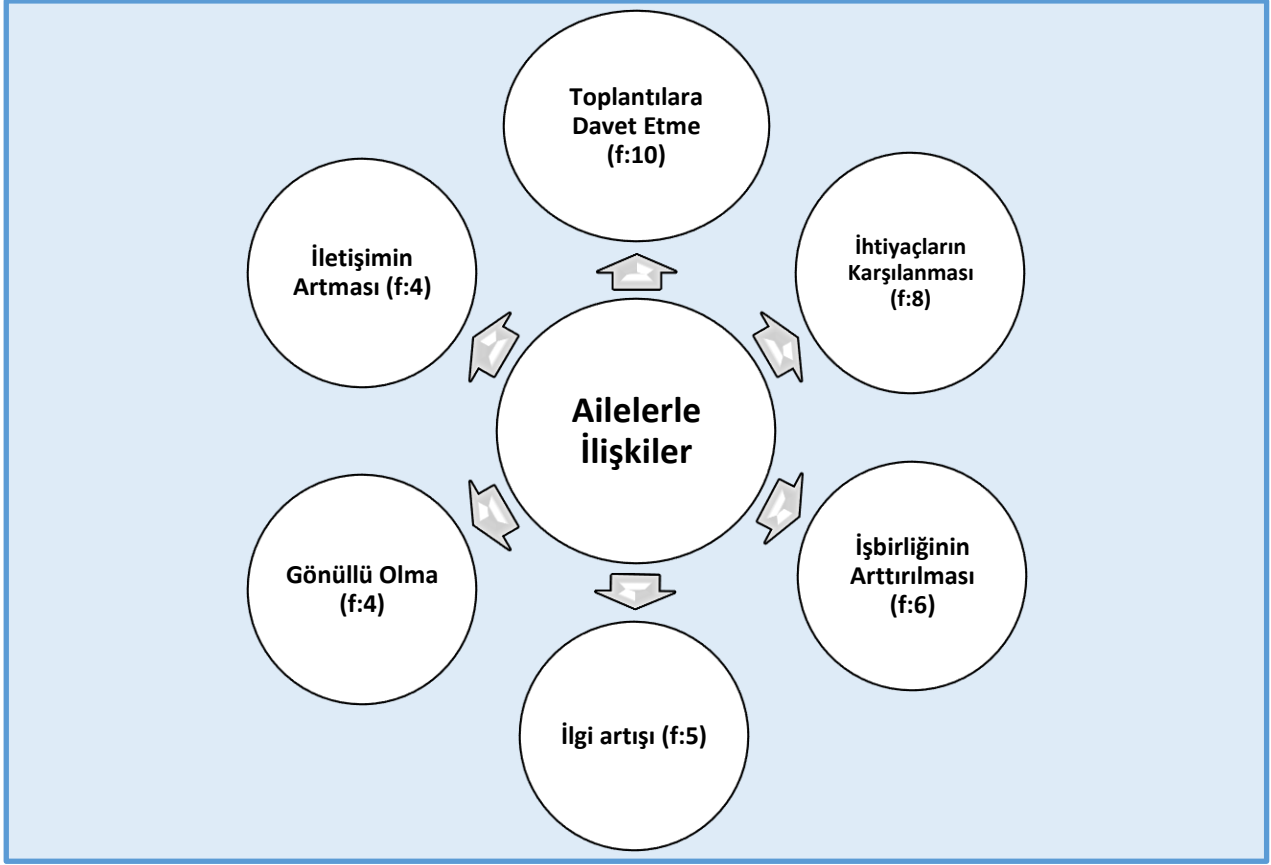 Toplantılara
Davet Etme
(f:10)
İletişimin
Artması (f:4)
İhtiyaçların
Karşılanması
(f:8)
Ailelerle
İlişkiler
Gönüllü Olma
(f:4)
İşbirliğinin
Arttırılması
(f:6)
İlgi artışı (f:5)